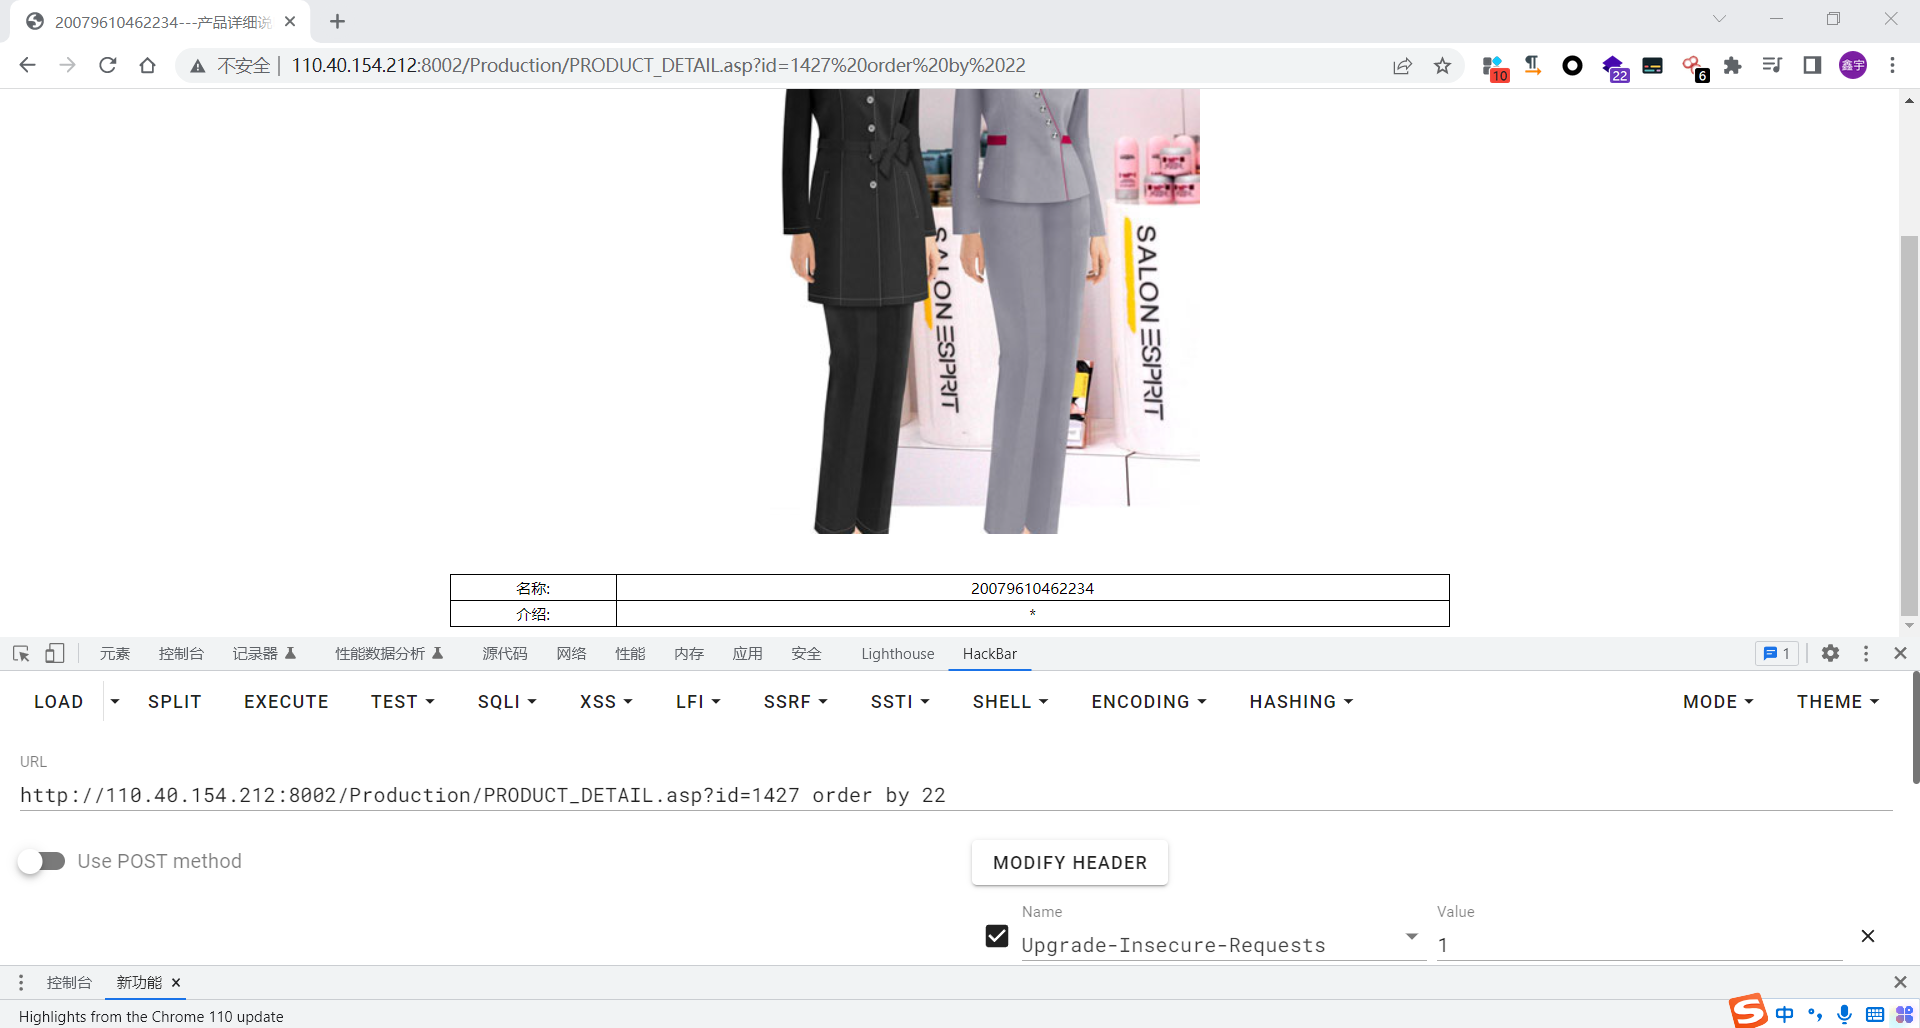 20079610462234---产品详细说
不安全
110.40.154.212:8002/Production/PRODUCT_DETAIL.asp?id=1427%20order%20by%2022
10
22
6
鑫宇
SALON ESPRIT
SALON ESPRIT
名称:
20079610462234
介绍:
*
元素
控制台
记录器
性能数据分析
源代码
网络
性能
内存
应用
安全
Lighthouse
HackBar
1
LOAD
SPLIT
EXECUTE
TEST
SQLI
XSS
LFI
SSRF
SSTI
SHELL
ENCODING
HASHING
MODE
THEME
URL
http://110.40.154.212:8002/Production/PRODUCT_DETAIL.asp?id=1427 order by 22
Use POST method
MODIFY HEADER
Name
Value
Upgrade-Insecure-Requests
1
控制台
新功能
Highlights from the Chrome 110 update
中